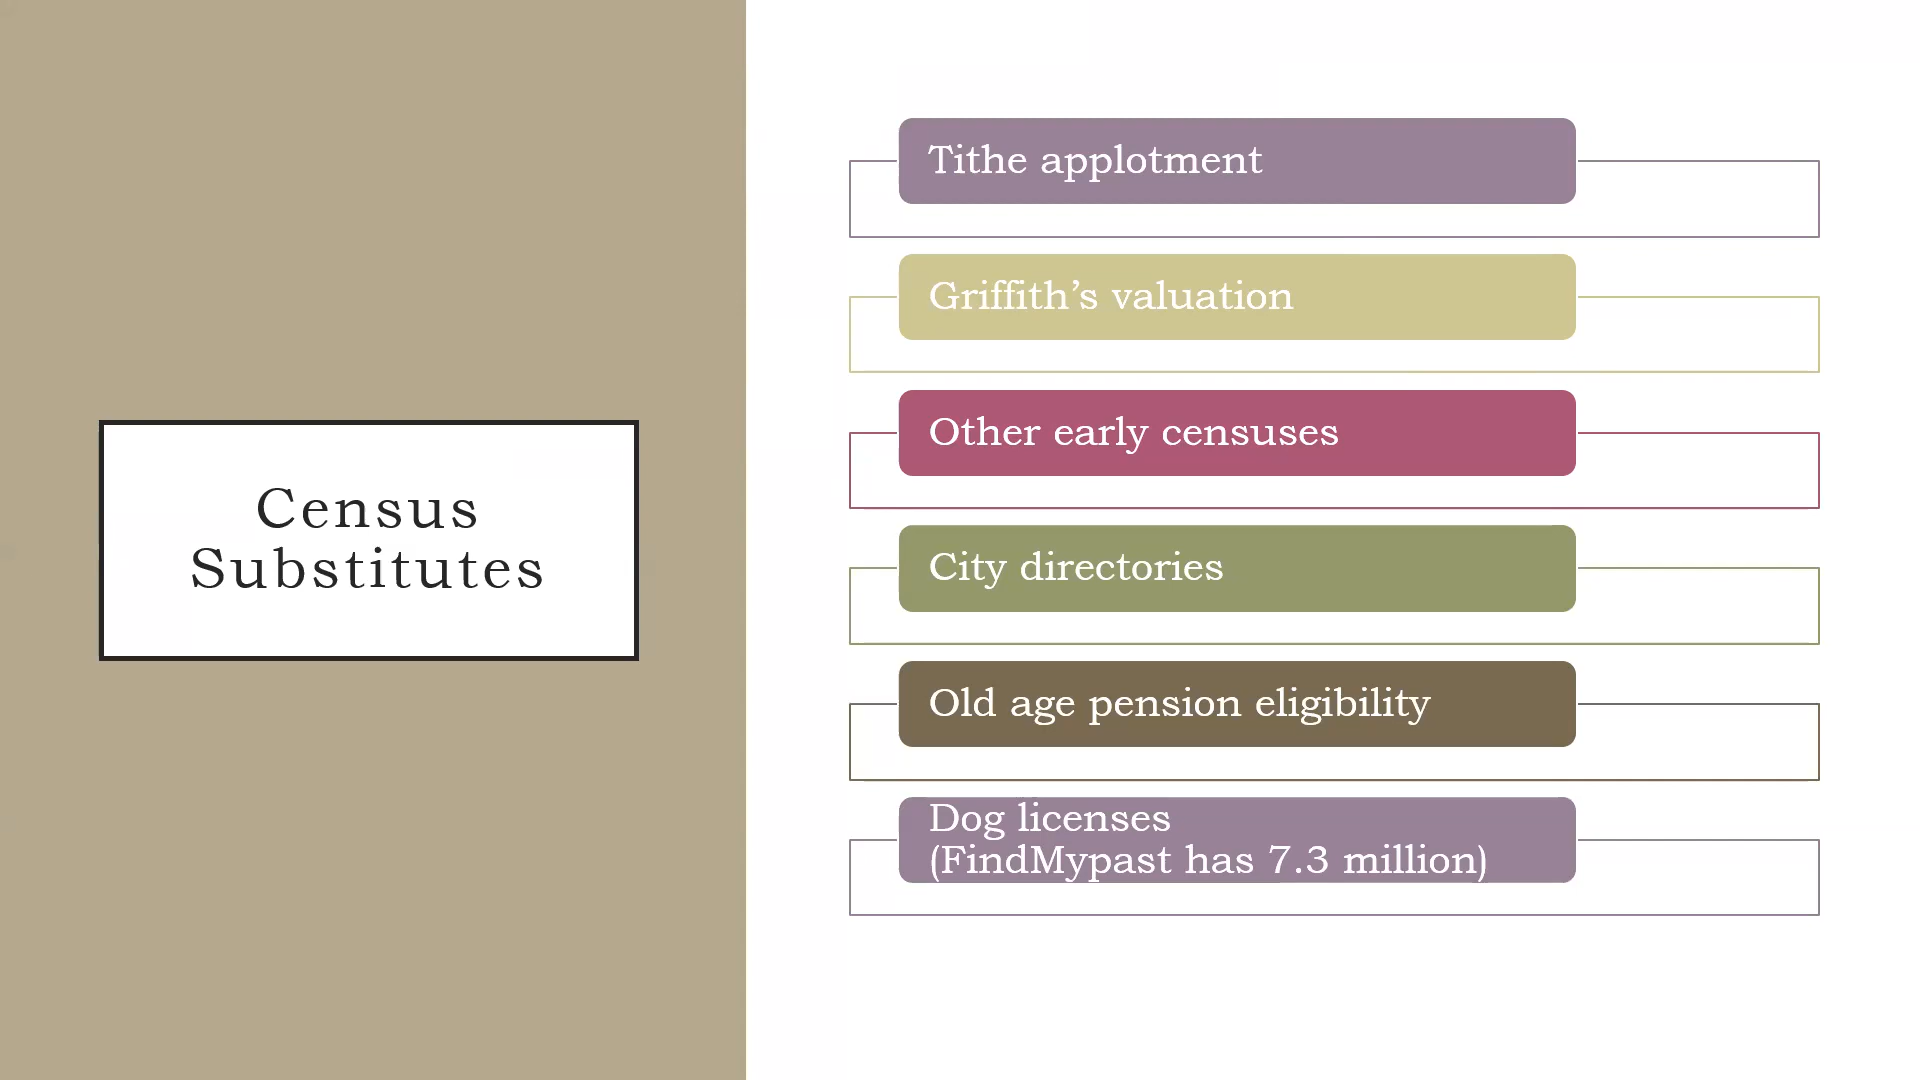 Census
Substitutes
Tithe applotment
Griffith’s valuation
Other early censuses
City directories
Old age pension eligibility
Dog licenses
(FindMypast has 7.3 million)